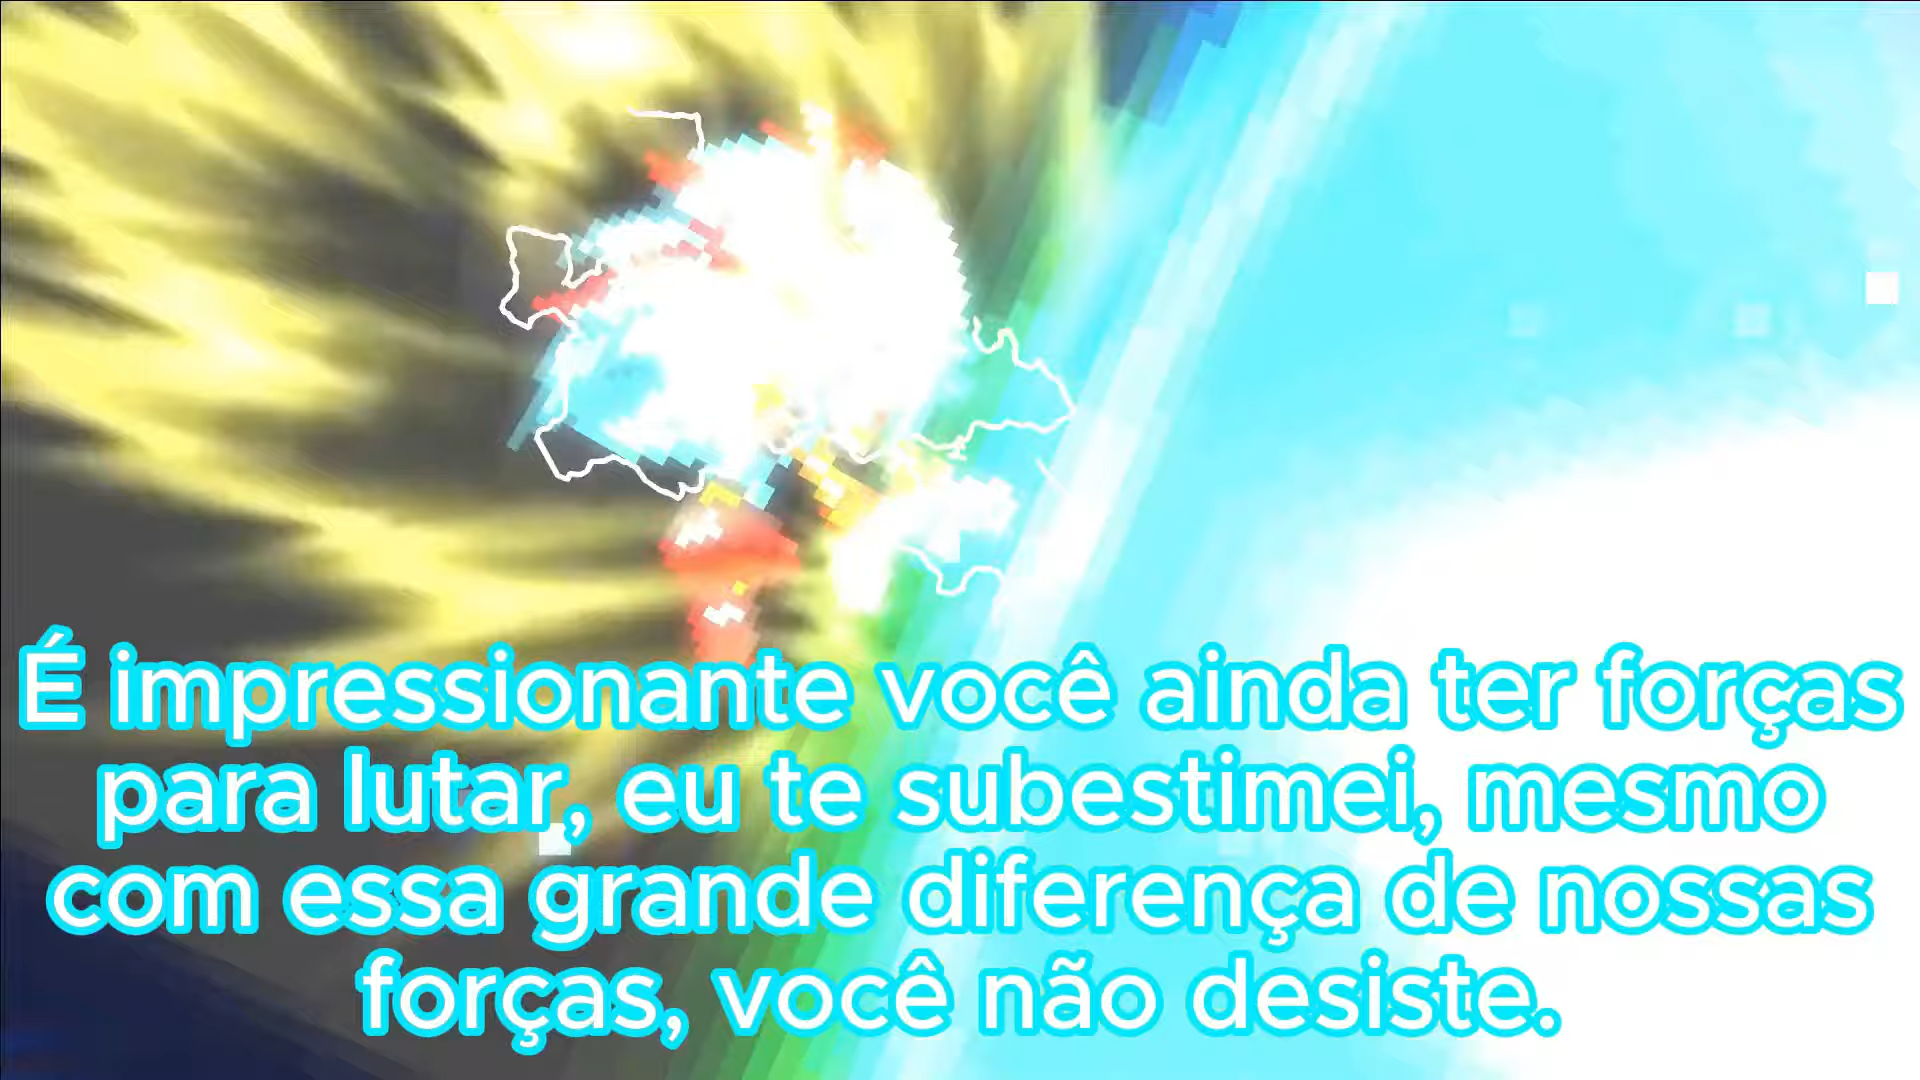 É impressionante você ainda ter forças
para lutar, eu te subestimei, mesmo
com essa grande diferença de nossas
forças, você não desiste.